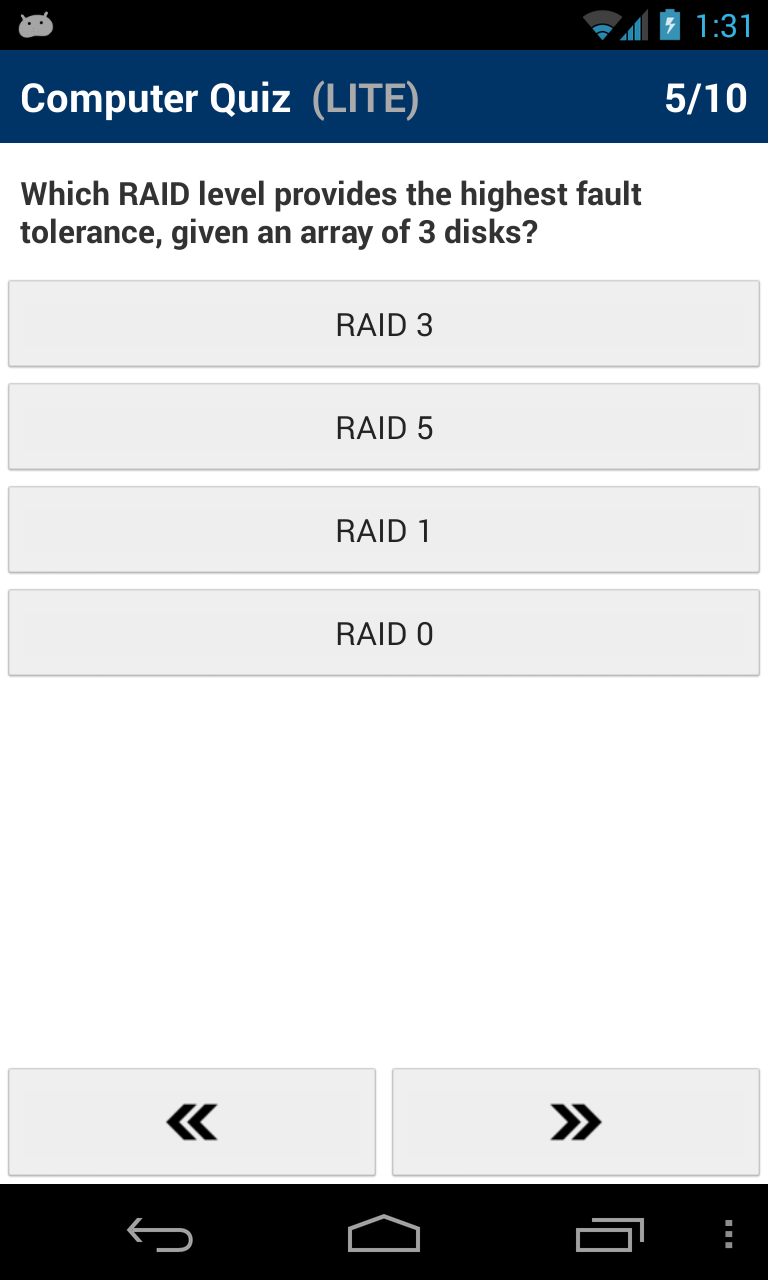 1:31
Computer Quiz (LITE) 5/10
Which RAID level provides the highest fault
tolerance, given an array of 3 disks?
RAID 3
RAID 5
RAID 1
RAID 0